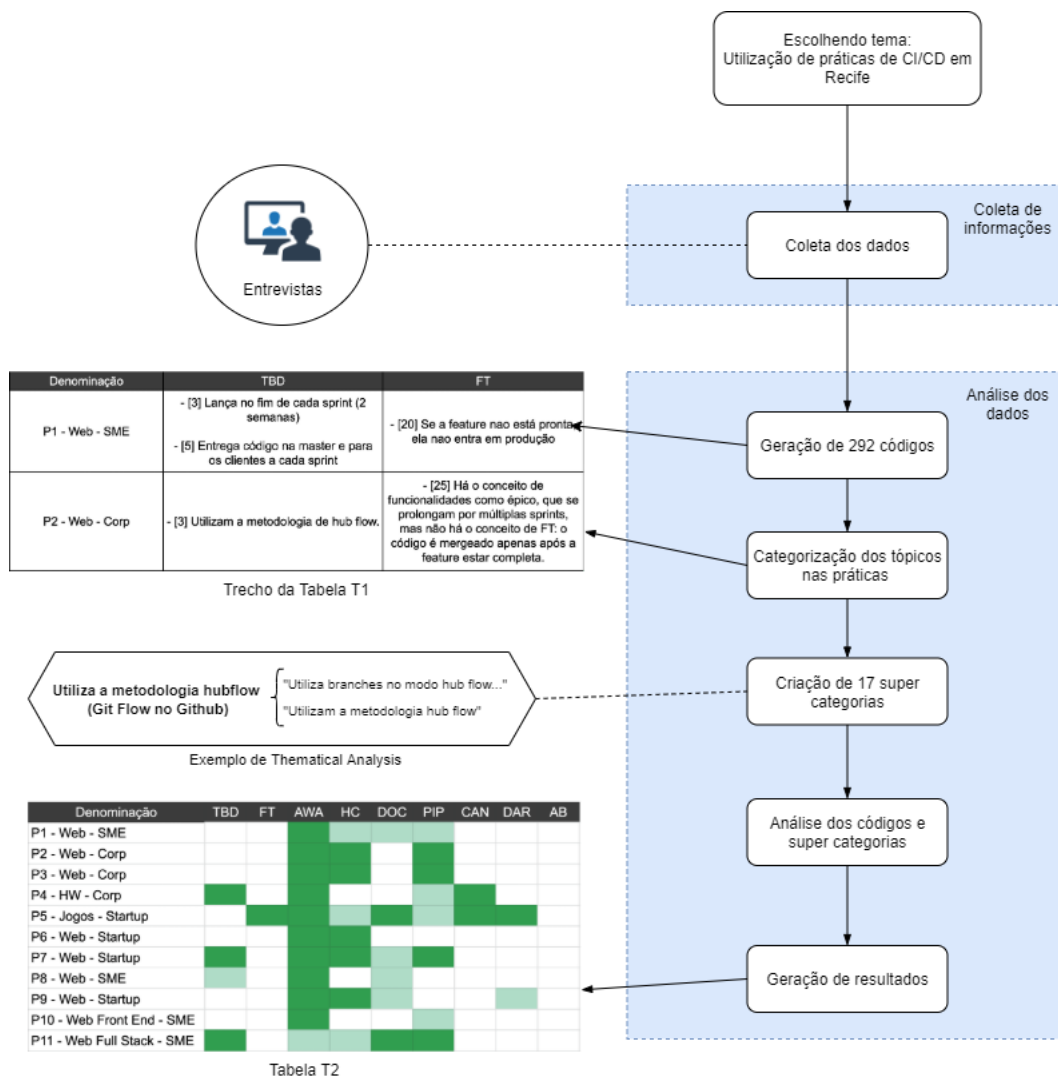 Escolhendo tema:
Utilização de práticas de CI/CD em
Recife
Coleta de
informações
Coleta dos dados
Entrevistas
Denominação TBD FT
P1 - Web - SME
- [3] Lança no fim de cada sprint (2
semanas)
- [5] Entrega código na master e para
os clientes a cada sprint
- [20] Se a feature nao está pronta
ela nao entra em produção
P2 - Web - Corp
- [3] Utilizam a metodologia de hub flow.
- [25] Há o conceito de
funcionalidades como épico, que se
prolongam por múltiplas sprints,
mas não há o conceito de FT: o
código é mergeado apenas após a
feature estar completa.
Trecho da Tabela T1
Análise dos
dados
Geração de 292 códigos
Categorização dos tópicos
nas práticas
Utiliza a metodologia hubflow
(Git Flow no Github)
"Utiliza branches no modo hub flow..."
"Utilizam a metodologia hub flow"
Exemplo de Thematical Analysis
Criação de 17 super
categorias
Análise dos códigos e
super categorias
Geração de resultados
Denominação TBD FT AWA HC DOC PIP CAN DAR AB
P1 - Web - SME
P2 - Web - Corp
P3 - Web - Corp
P4 - HW - Corp
P5 - Jogos - Startup
P6 - Web - Startup
P7 - Web - Startup
P8 - Web - SME
P9 - Web - Startup
P10 - Web Front End - SME
P11 - Web Full Stack - SME
Tabela T2